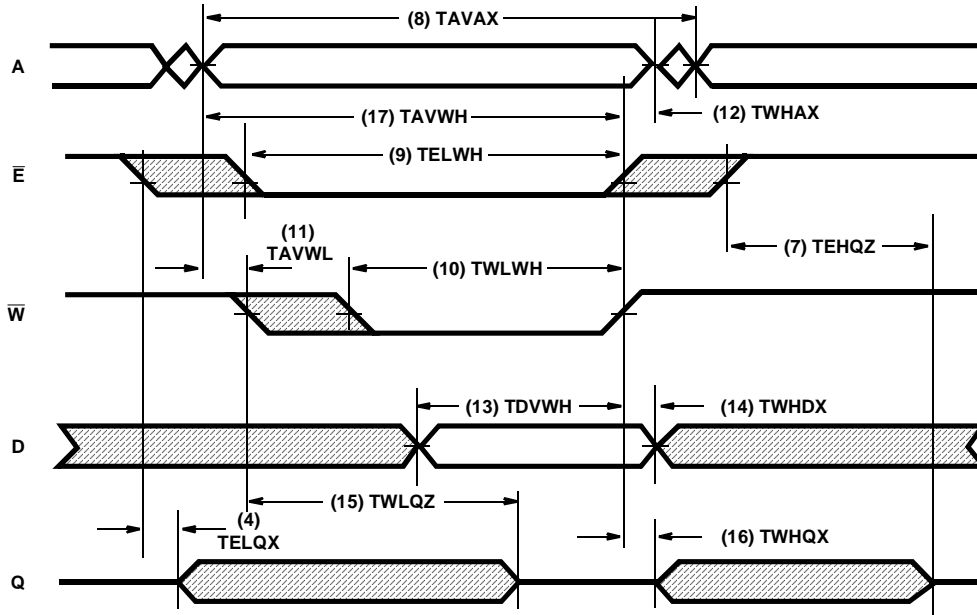 (8) TAVAX
A
(12) TWHAX
(17) TAVWH
(9) TELWH
E̅
(11)
TAVWL
(7) TEHQZ
(10) TWLWH
W̅
(13) TDVWH
(14) TWHDX
D
(15) TWLQZ
(4)
TELQX
(16) TWHQX
Q